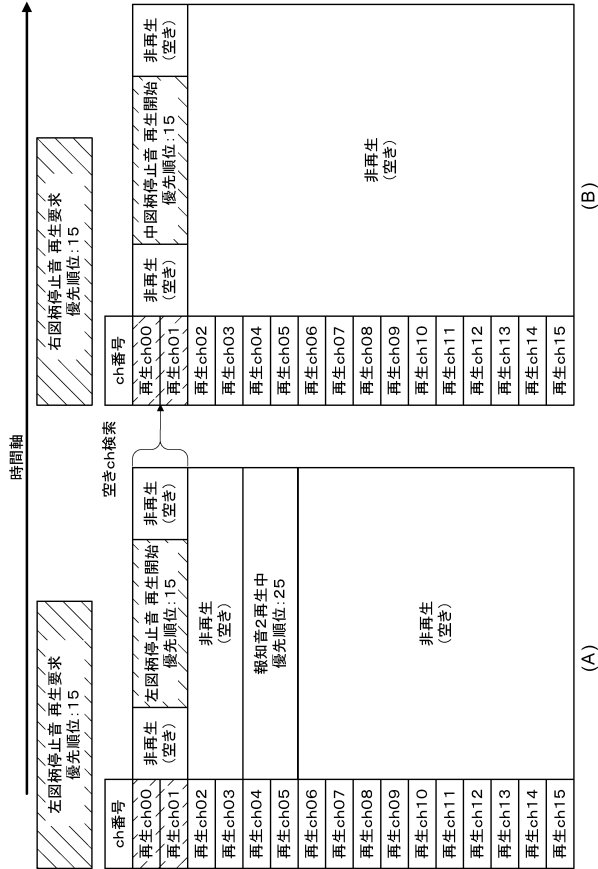 時間軸
左図柄停止音 再生要求
優先順位:15
ch番号
再生ch00
再生ch01
再生ch02
再生ch03
再生ch04
再生ch05
再生ch06
再生ch07
再生ch08
再生ch09
再生ch10
再生ch11
再生ch12
再生ch13
再生ch14
再生ch15
非再生
(空き)
左図柄停止音 再生開始
優先順位:15
非再生
(空き)
非再生
(空き)
報知音2再生中
優先順位:25
非再生
(空き)
(A)
空きch検索
右図柄停止音 再生要求
優先順位:15
ch番号
再生ch00
再生ch01
再生ch02
再生ch03
再生ch04
再生ch05
再生ch06
再生ch07
再生ch08
再生ch09
再生ch10
再生ch11
再生ch12
再生ch13
再生ch14
再生ch15
非再生
(空き)
中図柄停止音 再生開始
優先順位:15
非再生
(空き)
非再生
(空き)
(B)